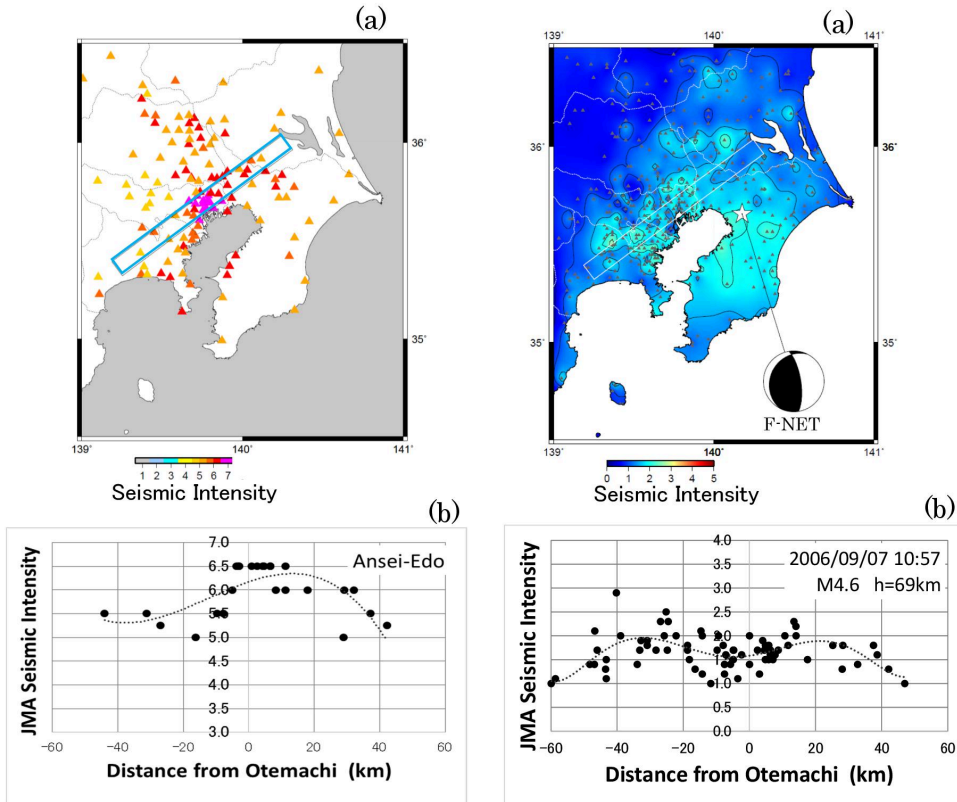 (a)
36˚
35˚
139˚ 140˚ 141˚
1 2 3 4 5 6 7
Seismic Intensity
(b)
JMA Seismic Intensity
7.0
6.5
6.0
5.5
5.0
4.5
4.0
3.5
3.0
Ansei-Edo
−60 −40 −20 0 20 40 60
Distance from Otemachi (km)
(a)
139˚ 140˚ 141˚
36˚ 36˚
35˚ 35˚
F-NET
139˚ 140˚ 141˚
0 1 2 3 4 5
Seismic Intensity
(b)
JMA Seismic Intensity
4.0
3.5
3.0
2.5
2.0
1.0
0.5
0.0
2006/09/07 10:57
M4.6 h=69km
−60 −40 −20 0 20 40 60
Distance from Otemachi (km)